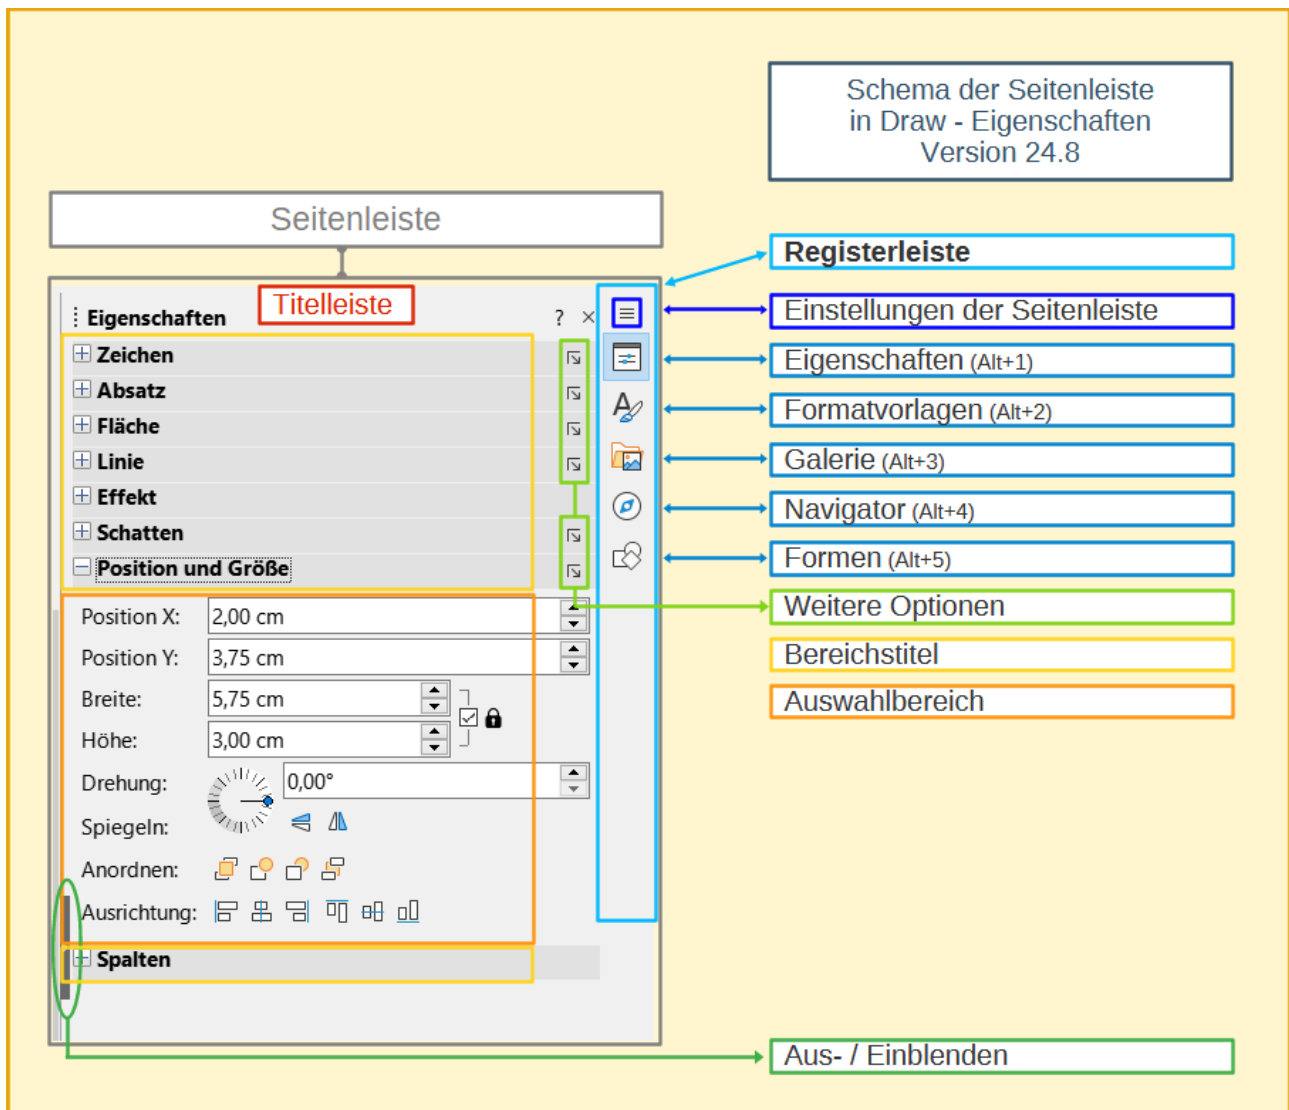 Schema der Seitenleiste
in Draw - Eigenschaften
Version 24.8
Seitenleiste
Registerleiste
Titelleiste
Eigenschaften ? ×
Einstellungen der Seitenleiste
Zeichen
Eigenschaften (Alt+1)
Absatz
Formatvorlagen (Alt+2)
Fläche
Linie
Galerie (Alt+3)
Effekt
Navigator (Alt+4)
Schatten
Formen (Alt+5)
Position und Größe
Weitere Optionen
Position X: 2,00 cm
Position Y: 3,75 cm
Bereichstitel
Breite: 5,75 cm
Auswahlbereich
Höhe: 3,00 cm
Drehung: 0,00°
Spiegeln:
Anordnen:
Ausrichtung:
Spalten
Aus- / Einblenden